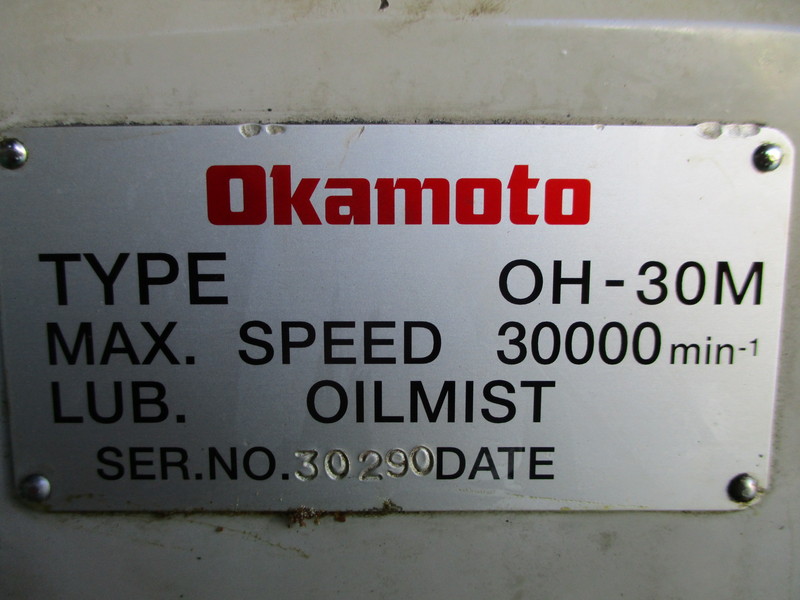 Okamoto
TYPE OH-30M
MAX. SPEED 30000 min-1
LUB. OILMIST
SER.NO.30290DATE